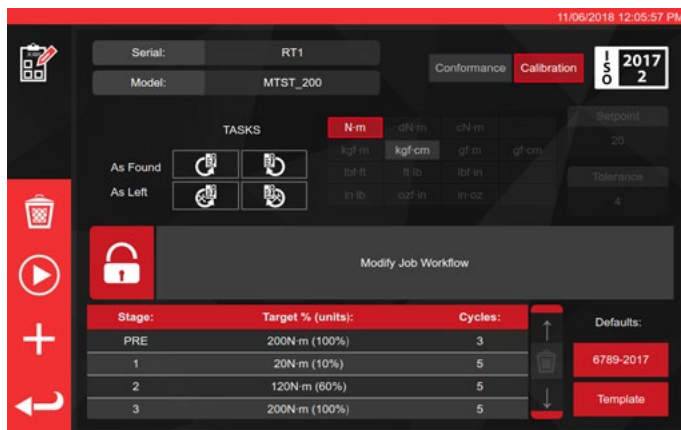 11/06/2018 12:05:57 PM
Serial: RT1
Model: MTST_200
Conformance Calibration
ISO 2017 2
TASKS
As Found
As Left
N·m dN·m cN·m
kgf·m kgf·cm gf·m gf·cm
lbf·ft ft·lb lbf·in
in·lb ozf·in in·oz
Setpoint
20
Tolerance
4
Modify Job Workflow
Stage: Target % (units): Cycles:
PRE 200N·m (100%) 3
1 20N·m (10%) 5
2 120N·m (60%) 5
3 200N·m (100%) 5
Defaults:
6789-2017
Template